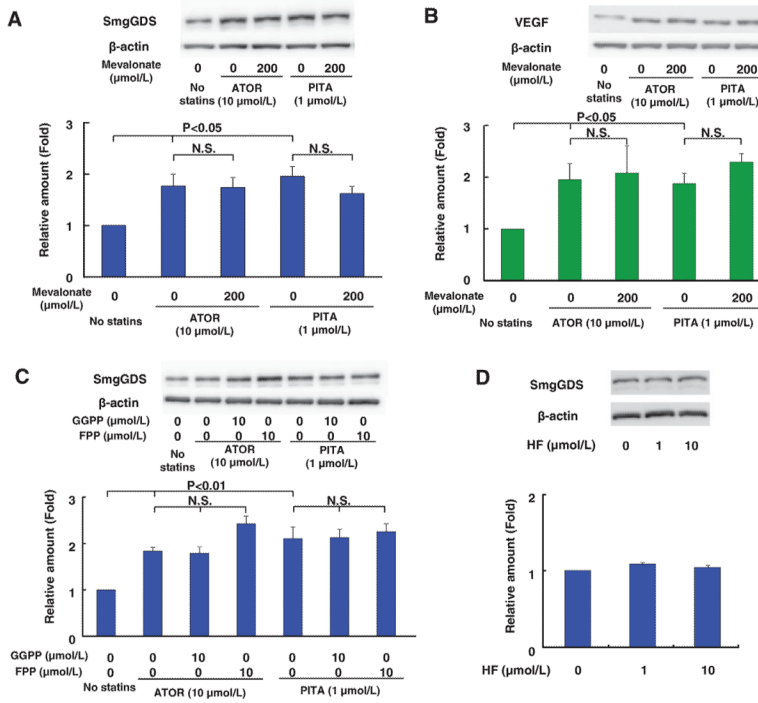 A
SmgGDS
β-actin
Mevalonate
(µmol/L)
0 0 200 0 200
No
statins
ATOR
(10 µmol/L)
PITA
(1 µmol/L)
Relative amount (Fold)
3
2
1
0
P<0.05
N.S. N.S.
Mevalonate
(µmol/L)
0 0 200 0 200
No statins
ATOR
(10 µmol/L)
PITA
(1 µmol/L)
B
VEGF
β-actin
Mevalonate
(µmol/L)
0 0 200 0 200
No
statins
ATOR
(10 µmol/L)
PITA
(1 µmol/L)
Relative amount (Fold)
3
2
1
0
P<0.05
N.S. N.S.
Mevalonate
(µmol/L)
0 0 200 0 200
No statins ATOR (10 µmol/L) PITA (1 µmol/L)
C
SmgGDS
β-actin
GGPP (µmol/L) 0 0 10 0 0 10 0
FPP (µmol/L) 0 0 0 10 0 0 10
No
statins
ATOR
(10 µmol/L)
PITA
(1 µmol/L)
Relative amount (Fold)
3
2
1
0
P<0.01
N.S. N.S.
GGPP (µmol/L) 0 0 10 0 0 10 0
FPP (µmol/L) 0 0 0 10 0 0 10
No statins ATOR (10 µmol/L) PITA (1 µmol/L)
D
SmgGDS
β-actin
HF (µmol/L) 0 1 10
Relative amount (Fold)
2
1
0
HF (µmol/L) 0 1 10